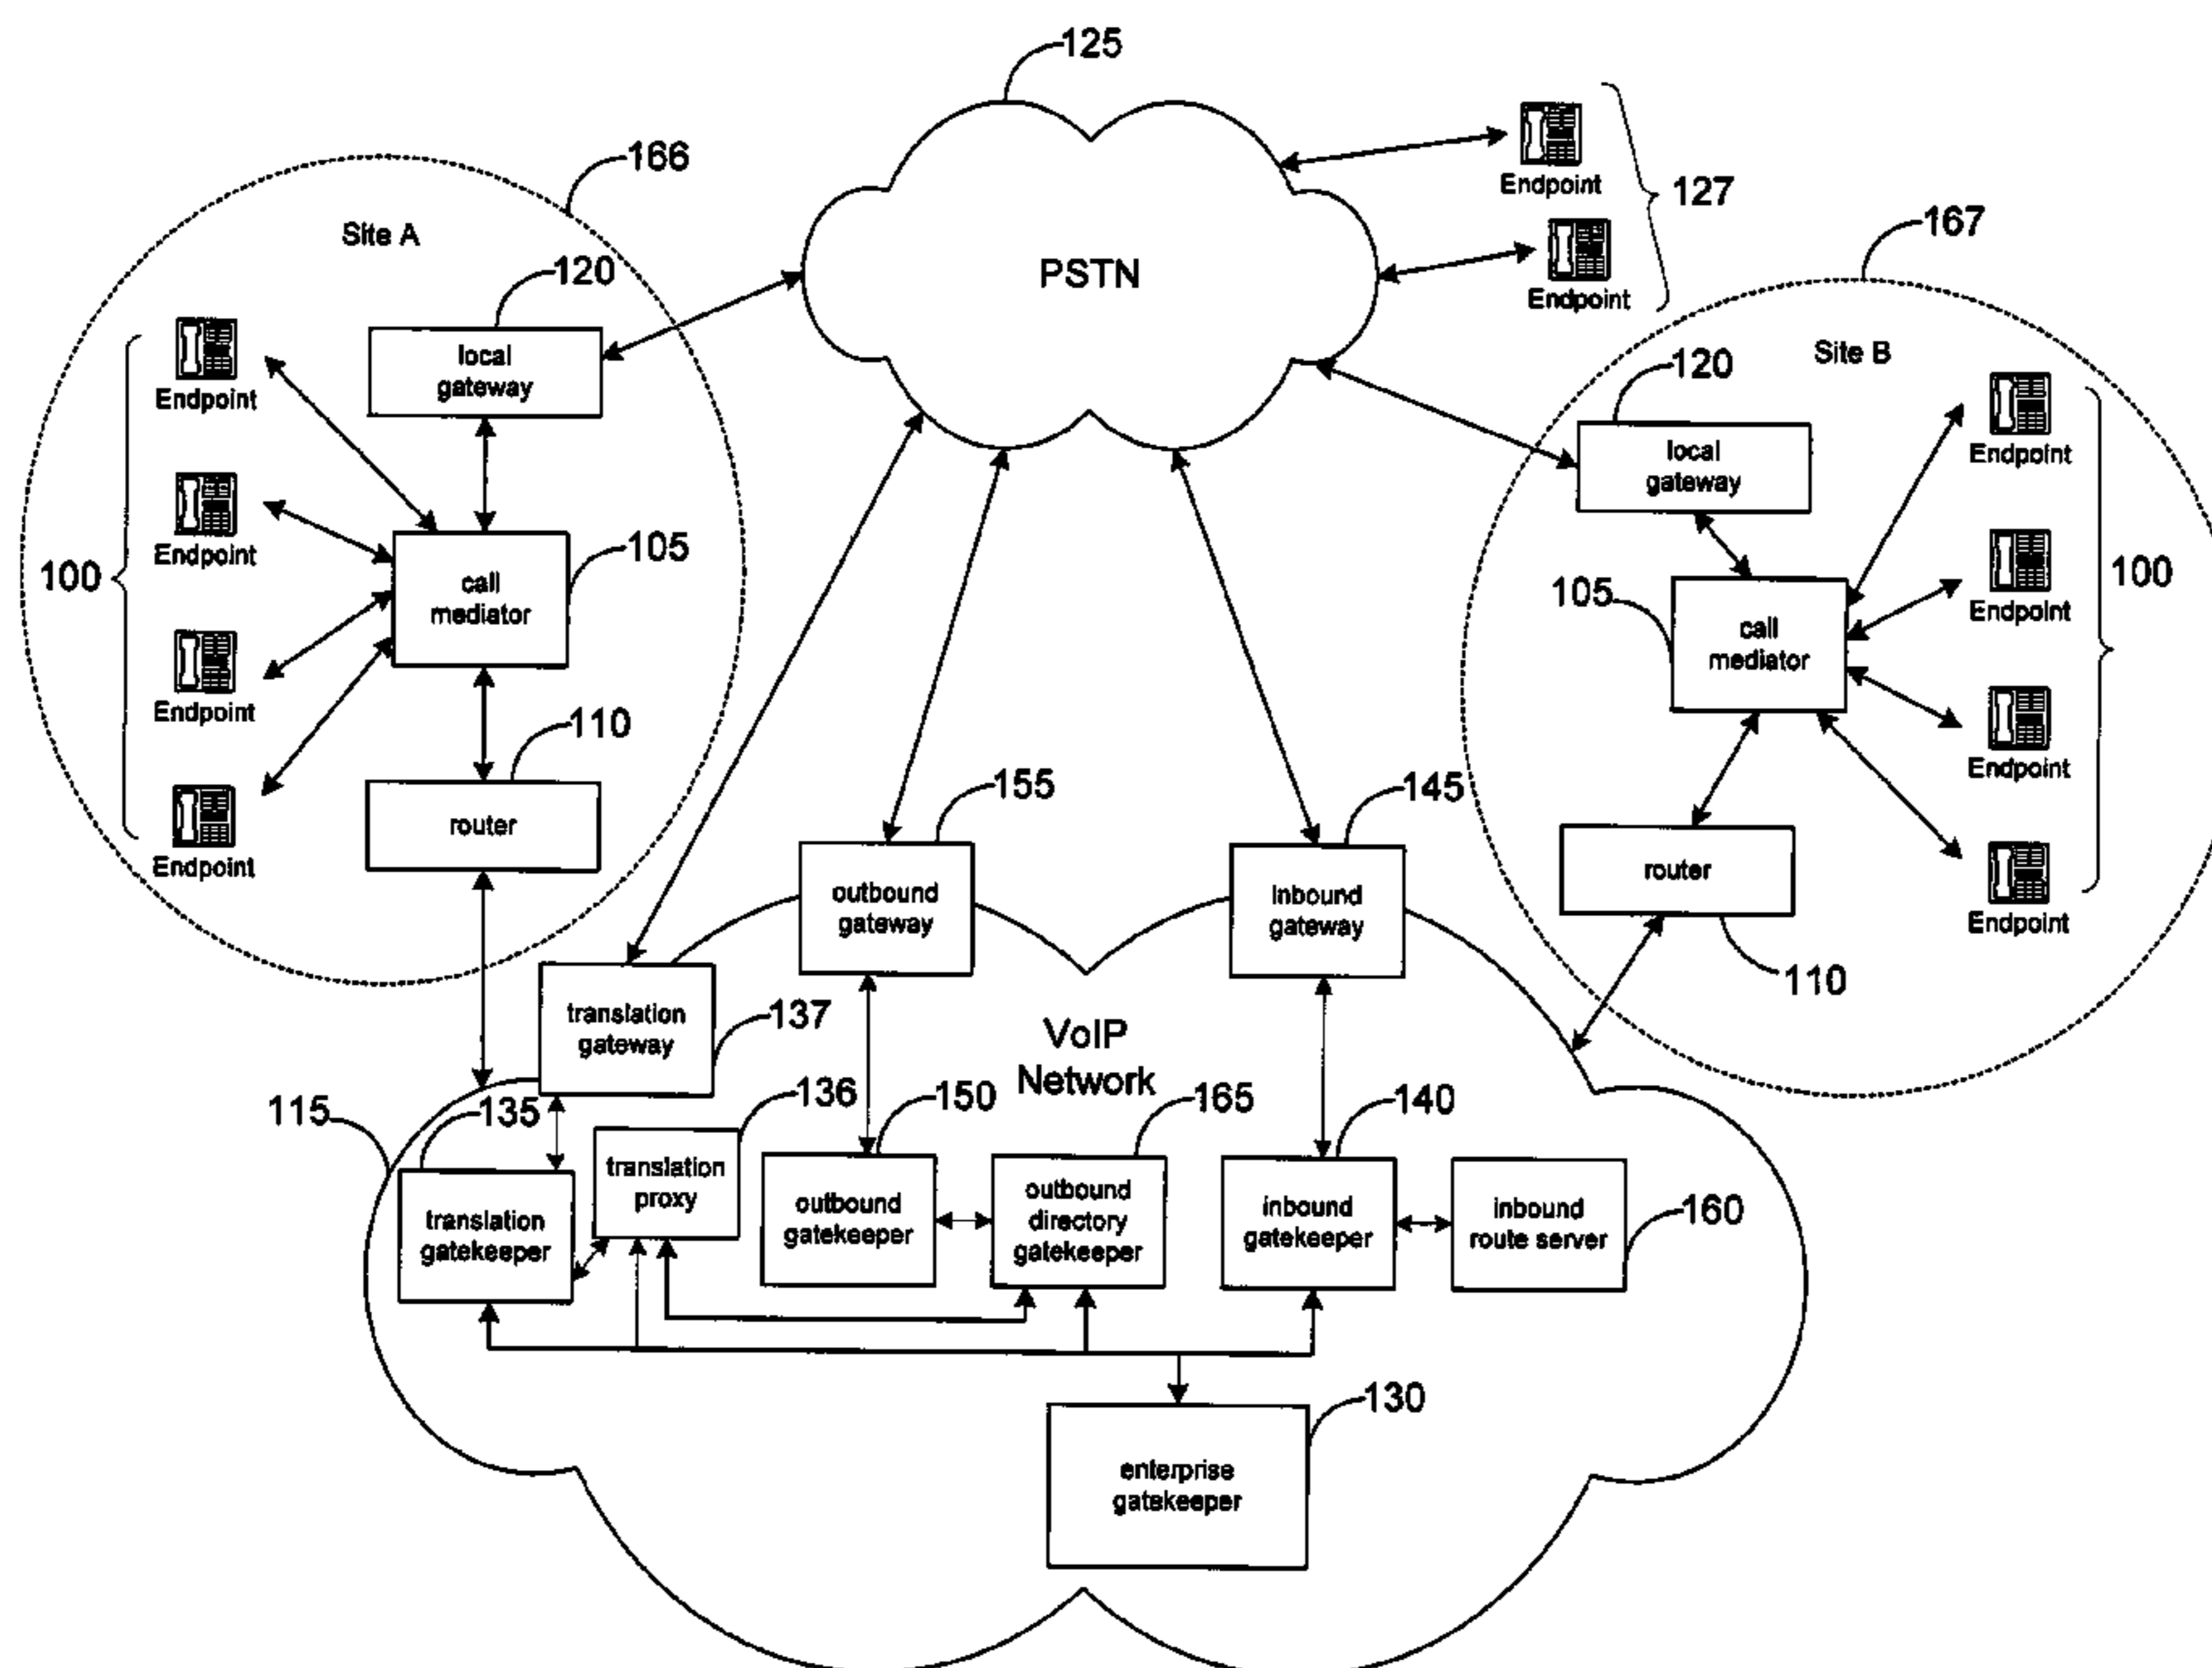 125
166
Site A
120
local
gateway
Endpoint
Endpoint
Endpoint
Endpoint
100
call
mediator
105
110
router
PSTN
Endpoint
Endpoint
127
167
Site B
120
local
gateway
Endpoint
Endpoint
Endpoint
Endpoint
100
105
call
mediator
router
110
155
outbound
gateway
145
inbound
gateway
translation
gateway
137
VoIP
Network
115
135
translation
gatekeeper
136
translation
proxy
150
outbound
gatekeeper
165
outbound
directory
gatekeeper
140
inbound
gatekeeper
inbound
route server
160
130
enterprise
gatekeeper